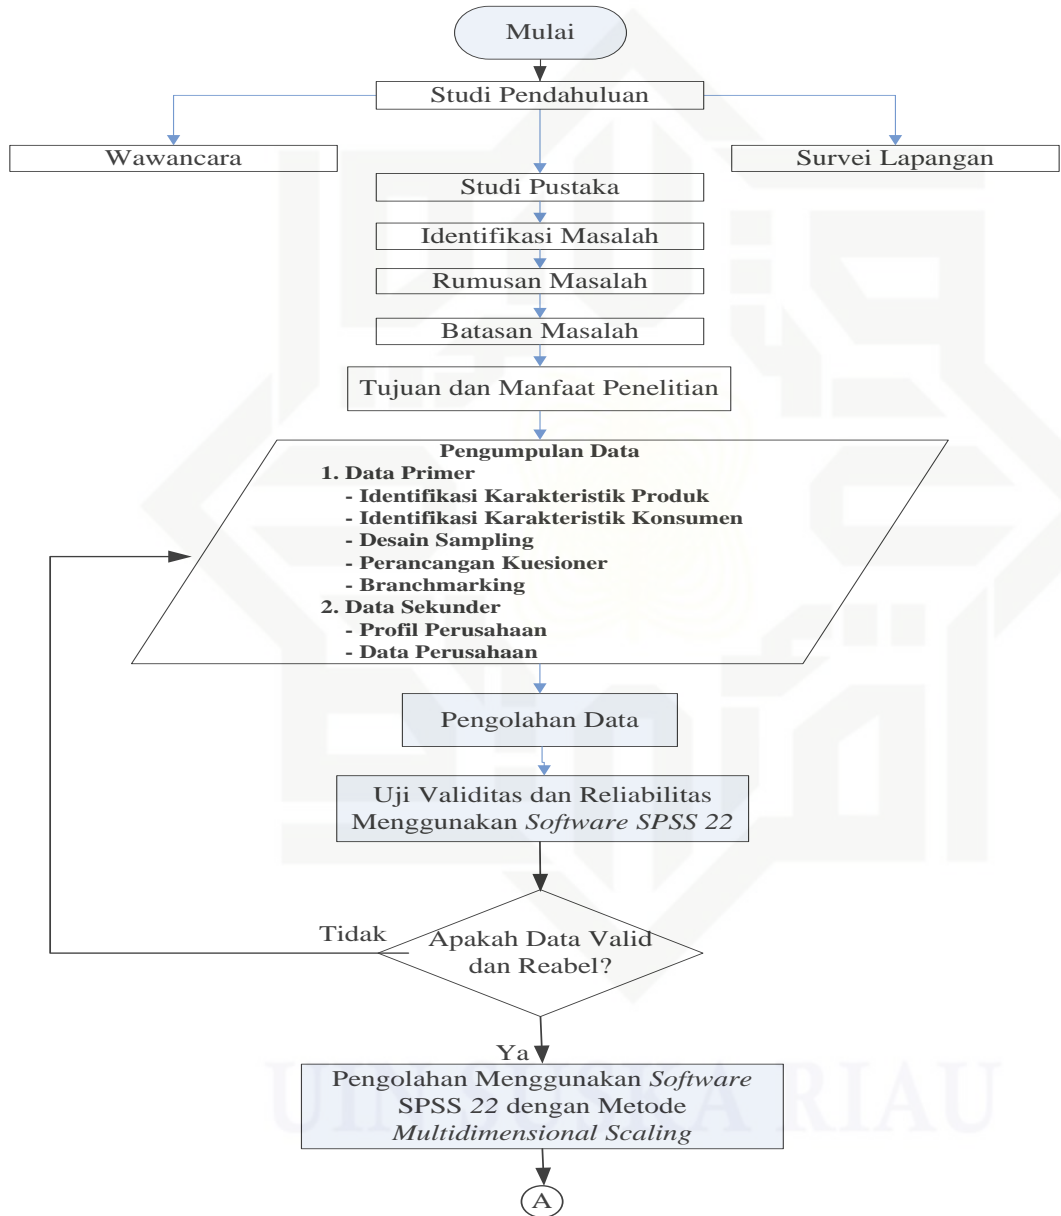 Mulai
Studi Pendahuluan
Wawancara
Survei Lapangan
Studi Pustaka
Identifikasi Masalah
Rumusan Masalah
Batasan Masalah
Tujuan dan Manfaat Penelitian
Pengumpulan Data
1. Data Primer
- Identifikasi Karakteristik Produk
- Identifikasi Karakteristik Konsumen
- Desain Sampling
- Perancangan Kuesioner
- Branchmarking
2. Data Sekunder
- Profil Perusahaan
- Data Perusahaan
Pengolahan Data
Uji Validitas dan Reliabilitas
Menggunakan Software SPSS 22
Tidak
Apakah Data Valid
dan Reabel?
Ya
Pengolahan Menggunakan Software
SPSS 22 dengan Metode
Multidimensional Scaling
UIN SUSKA RIAU
A